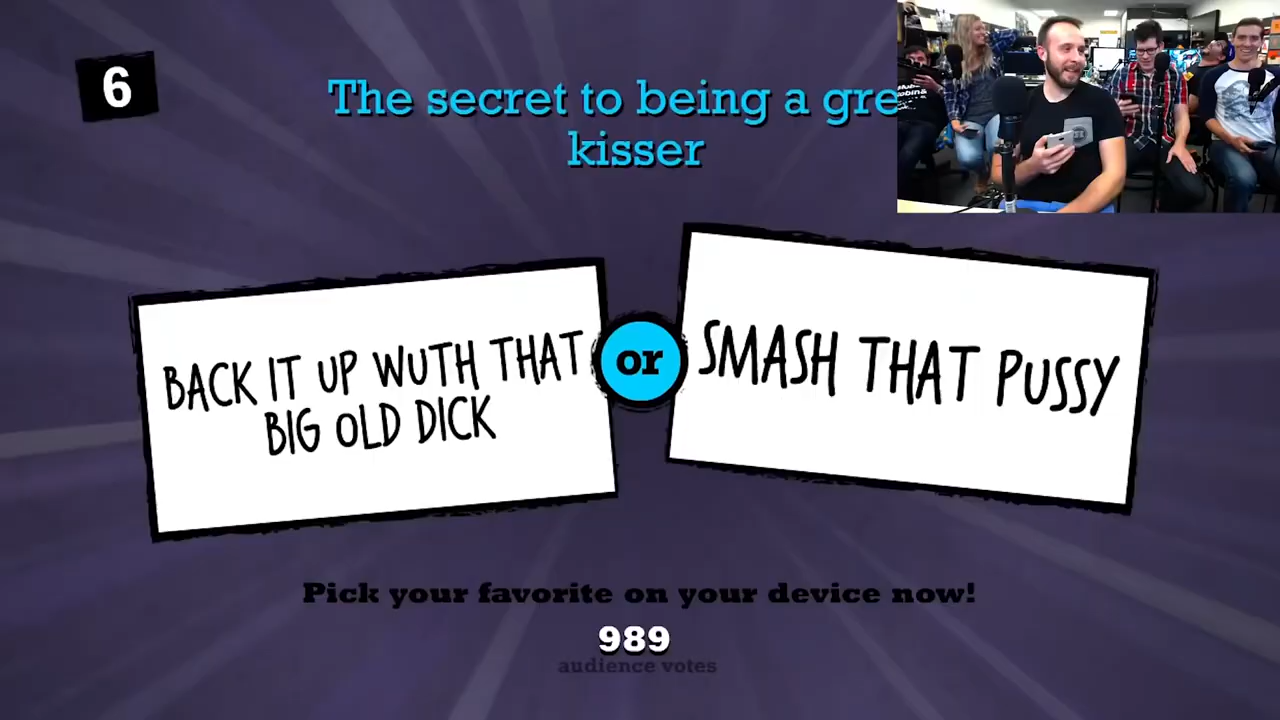 6
The secret to being a gre
kisser
BACK IT UP WUTH THAT
BIG OLD DICK
or
SMASH THAT PUSSY
Pick your favorite on your device now!
989
audience votes